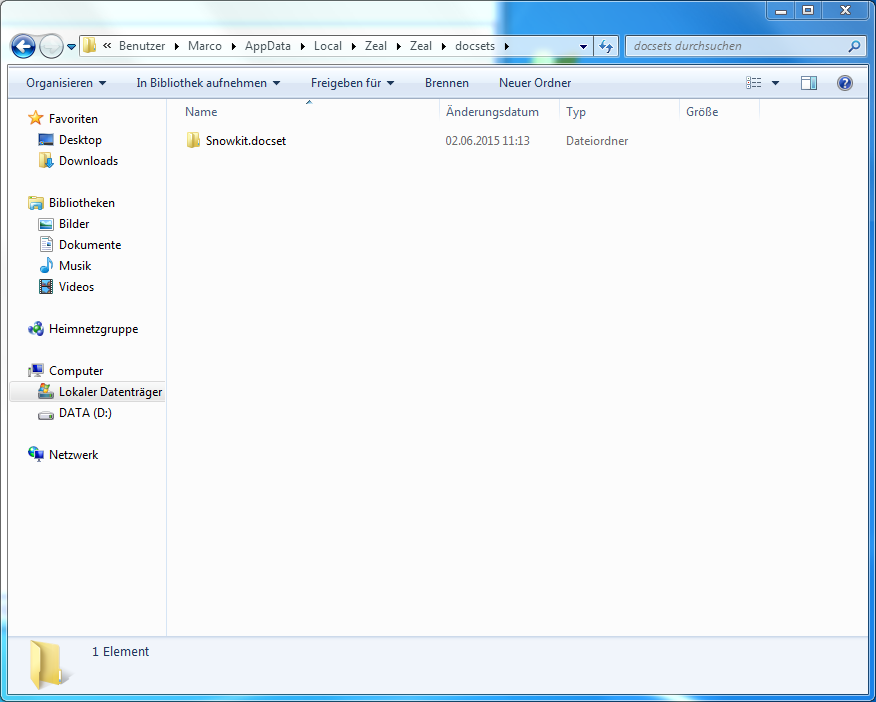 « Benutzer Marco AppData Local Zeal Zeal docsets docsets durchsuchen
Organisieren In Bibliothek aufnehmen Freigeben für Brennen Neuer Ordner
Name Änderungsdatum Typ Größe
Snowkit.docset 02.06.2015 11:13 Dateiordner
Favoriten
Desktop
Downloads
Bibliotheken
Bilder
Dokumente
Musik
Videos
Heimnetzgruppe
Computer
Lokaler Datenträger
DATA (D:)
Netzwerk
1 Element